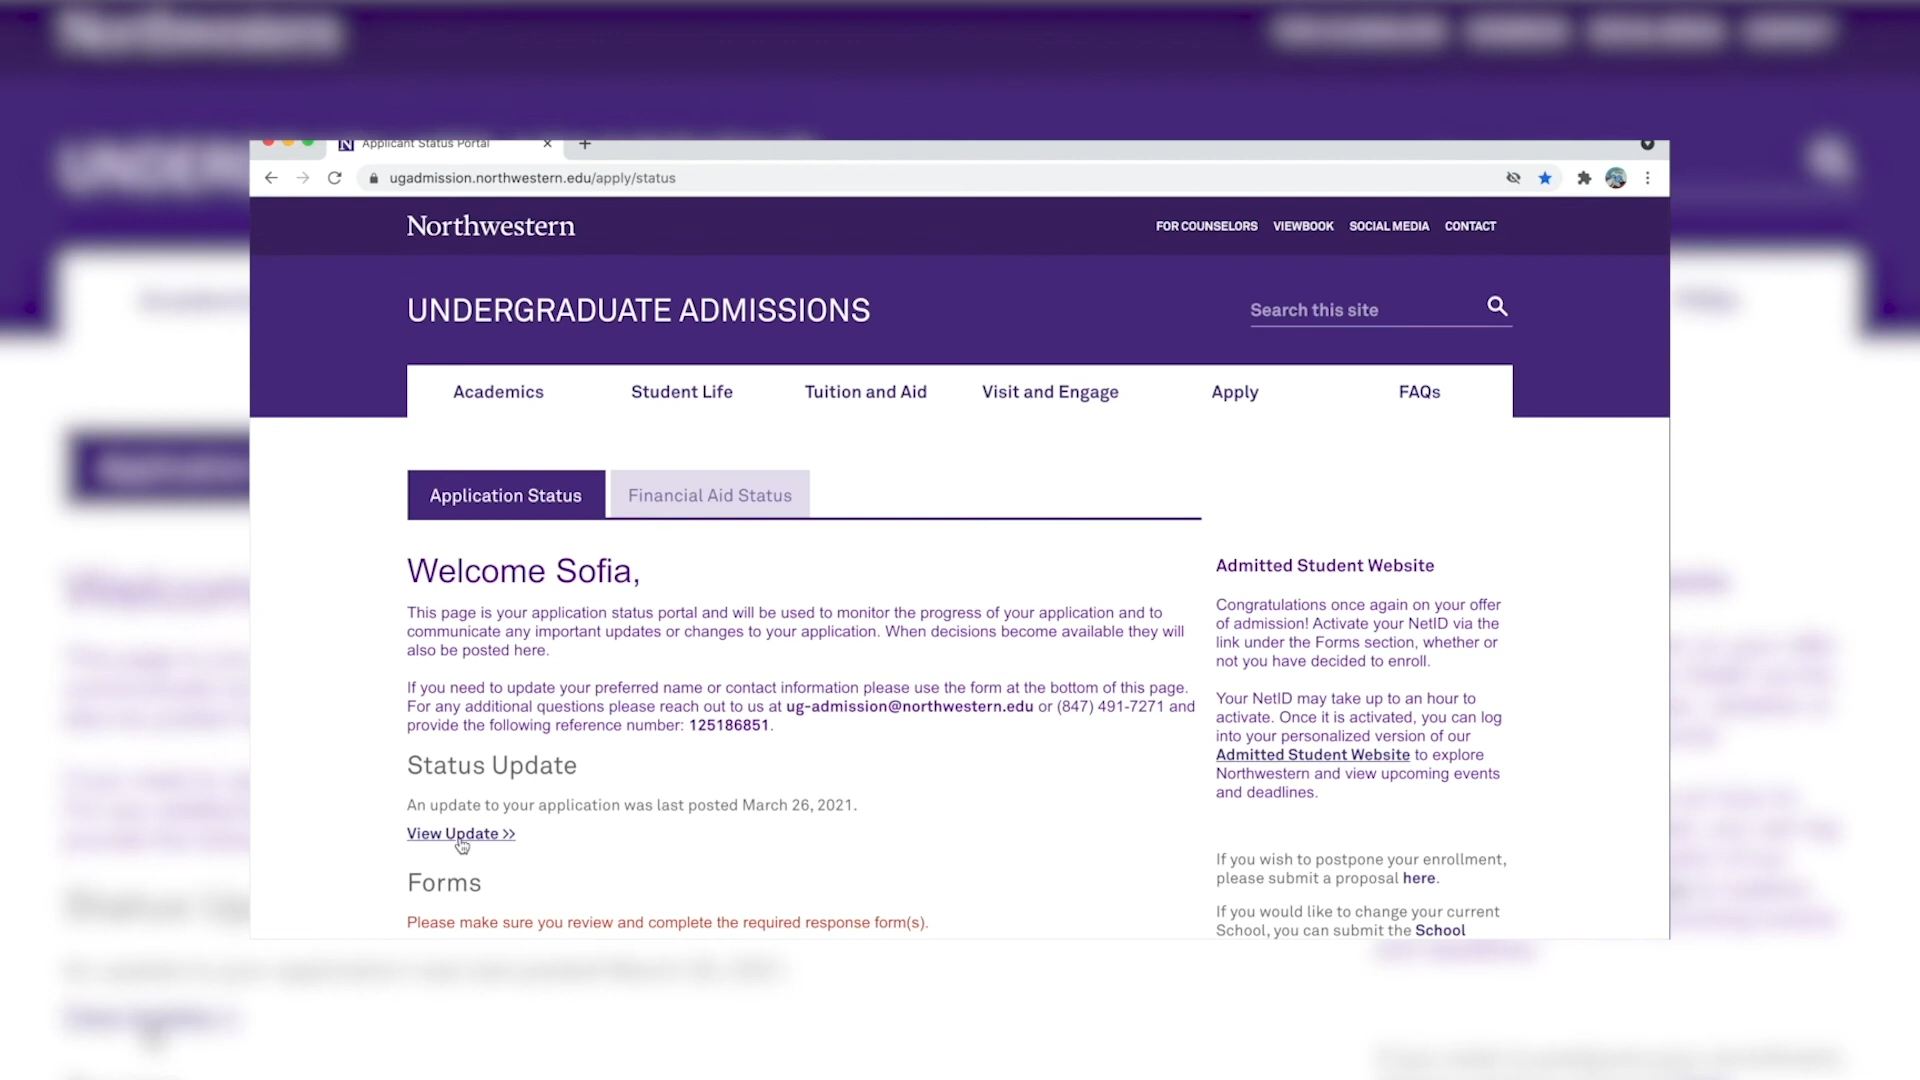 Applicant Status Portal
ugadmission.northwestern.edu/apply/status
Northwestern
FOR COUNSELORS VIEWBOOK SOCIAL MEDIA CONTACT
UNDERGRADUATE ADMISSIONS
Search this site
Academics Student Life Tuition and Aid Visit and Engage Apply FAQs
Application Status Financial Aid Status
Welcome Sofia,
This page is your application status portal and will be used to monitor the progress of your application and to
communicate any important updates or changes to your application. When decisions become available they will
also be posted here.
If you need to update your preferred name or contact information please use the form at the bottom of this page.
For any additional questions please reach out to us at ug-admission@northwestern.edu or (847) 491-7271 and
provide the following reference number: 125186851.
Status Update
An update to your application was last posted March 26, 2021.
View Update >>
Forms
Please make sure you review and complete the required response form(s).
Admitted Student Website
Congratulations once again on your offer
of admission! Activate your NetID via the
link under the Forms section, whether or
not you have decided to enroll.
Your NetID may take up to an hour to
activate. Once it is activated, you can log
into your personalized version of our
Admitted Student Website to explore
Northwestern and view upcoming events
and deadlines.
If you wish to postpone your enrollment,
please submit a proposal here.
If you would like to change your current
School, you can submit the School